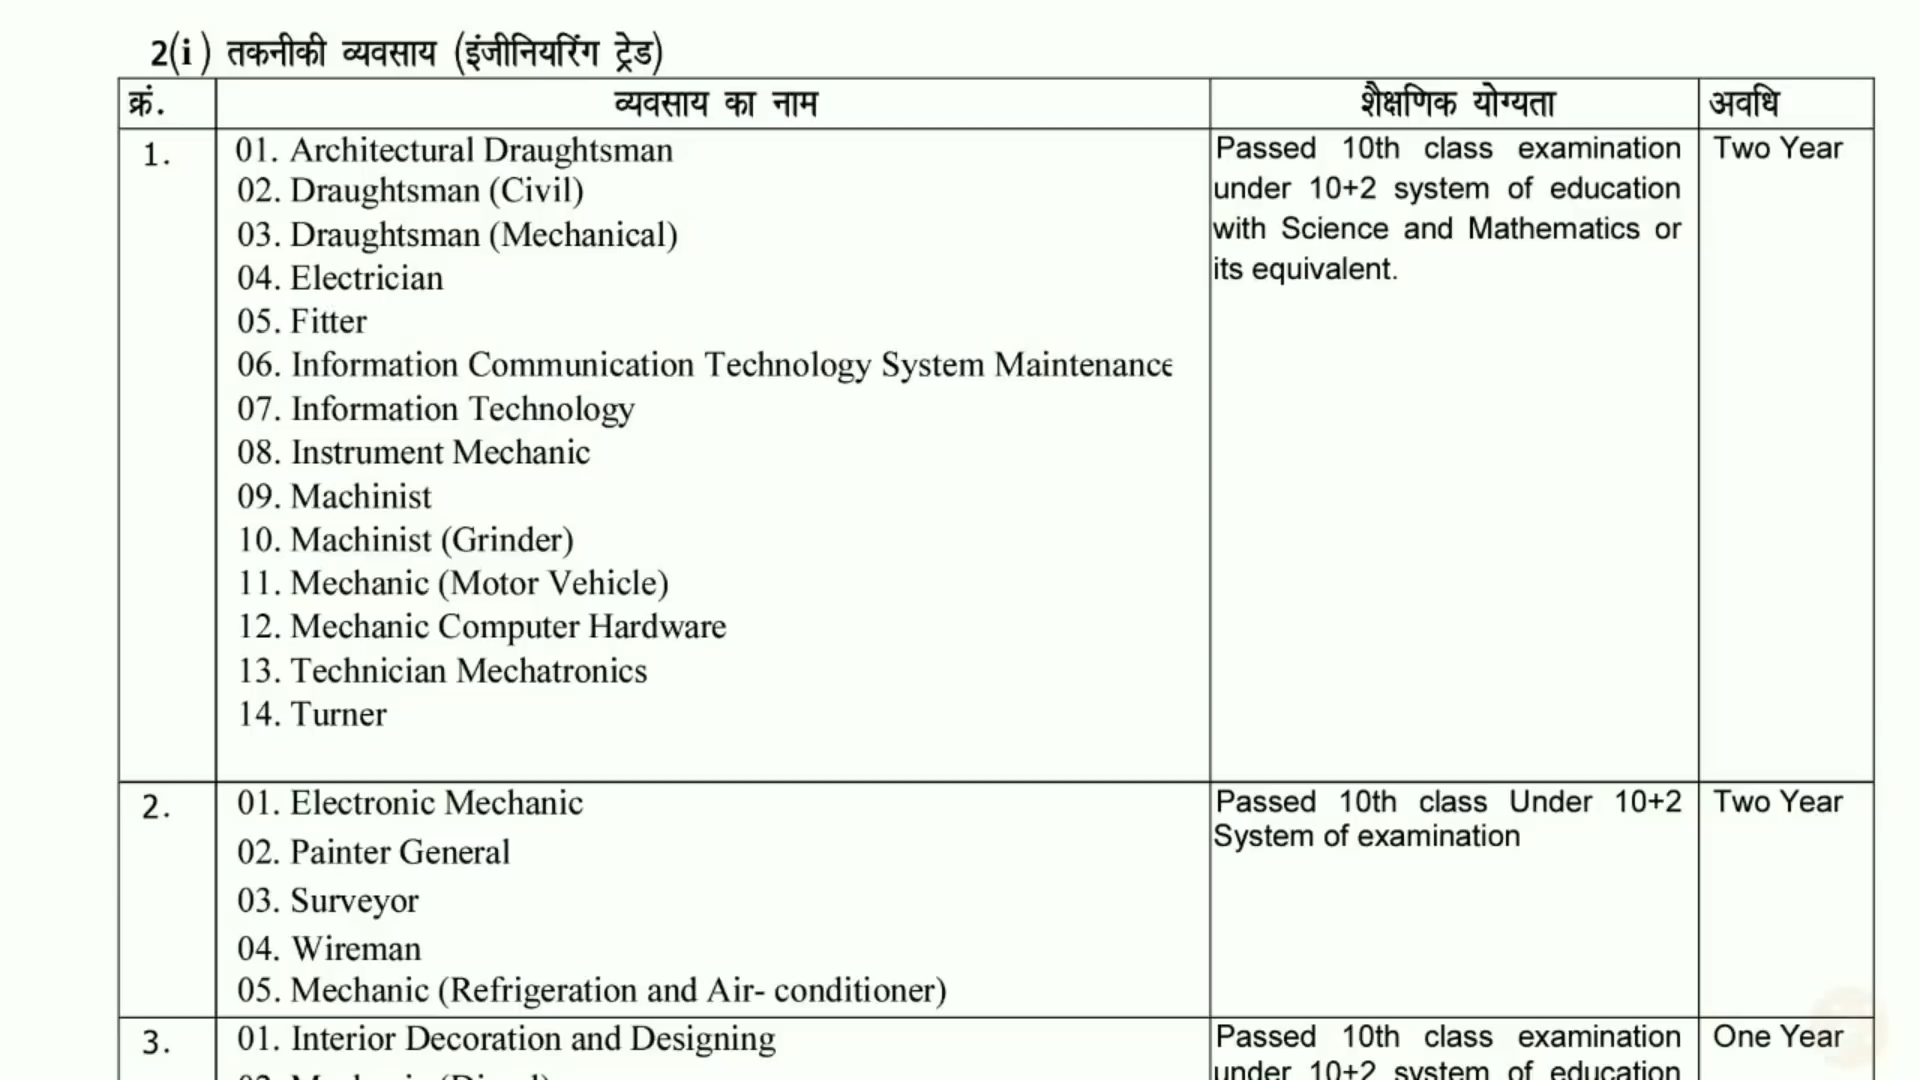 2(i) तकनीकी व्यवसाय (इंजीनियरिंग ट्रेड)
क्रं. व्यवसाय का नाम शैक्षणिक योग्यता अवधि
1. 01. Architectural Draughtsman Passed 10th class examination Two Year
02. Draughtsman (Civil) under 10+2 system of education
03. Draughtsman (Mechanical) with Science and Mathematics or
04. Electrician its equivalent.
05. Fitter
06. Information Communication Technology System Maintenance
07. Information Technology
08. Instrument Mechanic
09. Machinist
10. Machinist (Grinder)
11. Mechanic (Motor Vehicle)
12. Mechanic Computer Hardware
13. Technician Mechatronics
14. Turner
2. 01. Electronic Mechanic Passed 10th class Under 10+2 Two Year
System of examination
02. Painter General
03. Surveyor
04. Wireman
05. Mechanic (Refrigeration and Air- conditioner)
3. 01. Interior Decoration and Designing Passed 10th class examination One Year
under 10+2 system of education